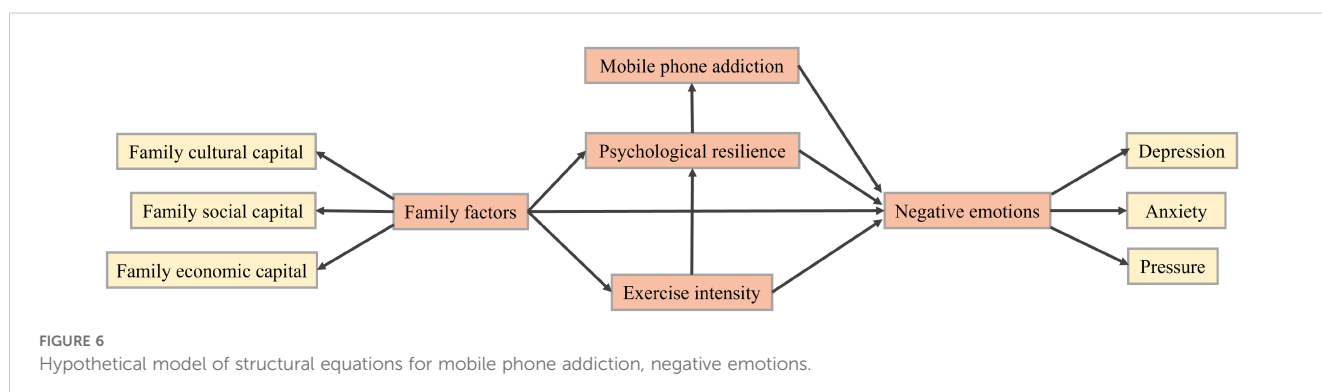 Mobile phone addiction
Family cultural capital
Psychological resilience
Depression
Family social capital
Family factors
Negative emotions
Anxiety
Family economic capital
Exercise intensity
Pressure
FIGURE 6
Hypothetical model of structural equations for mobile phone addiction, negative emotions.